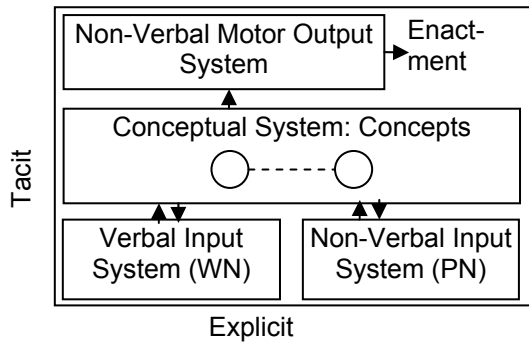 Non-Verbal Motor Output
System
Enact-
ment
Conceptual System: Concepts
Verbal Input
System (WN)
Non-Verbal Input
System (PN)
Tacit
Explicit